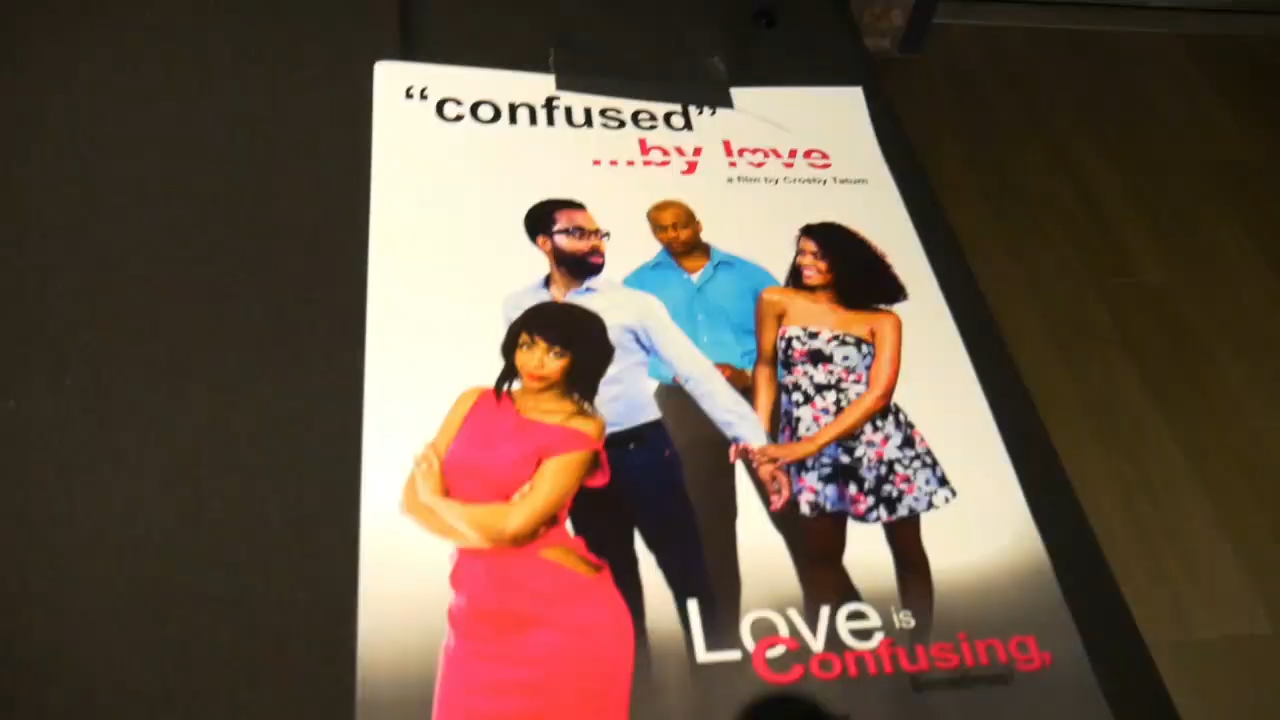 “confused”
...by love
a film by Crosby Tatum
Love is
Confusing,